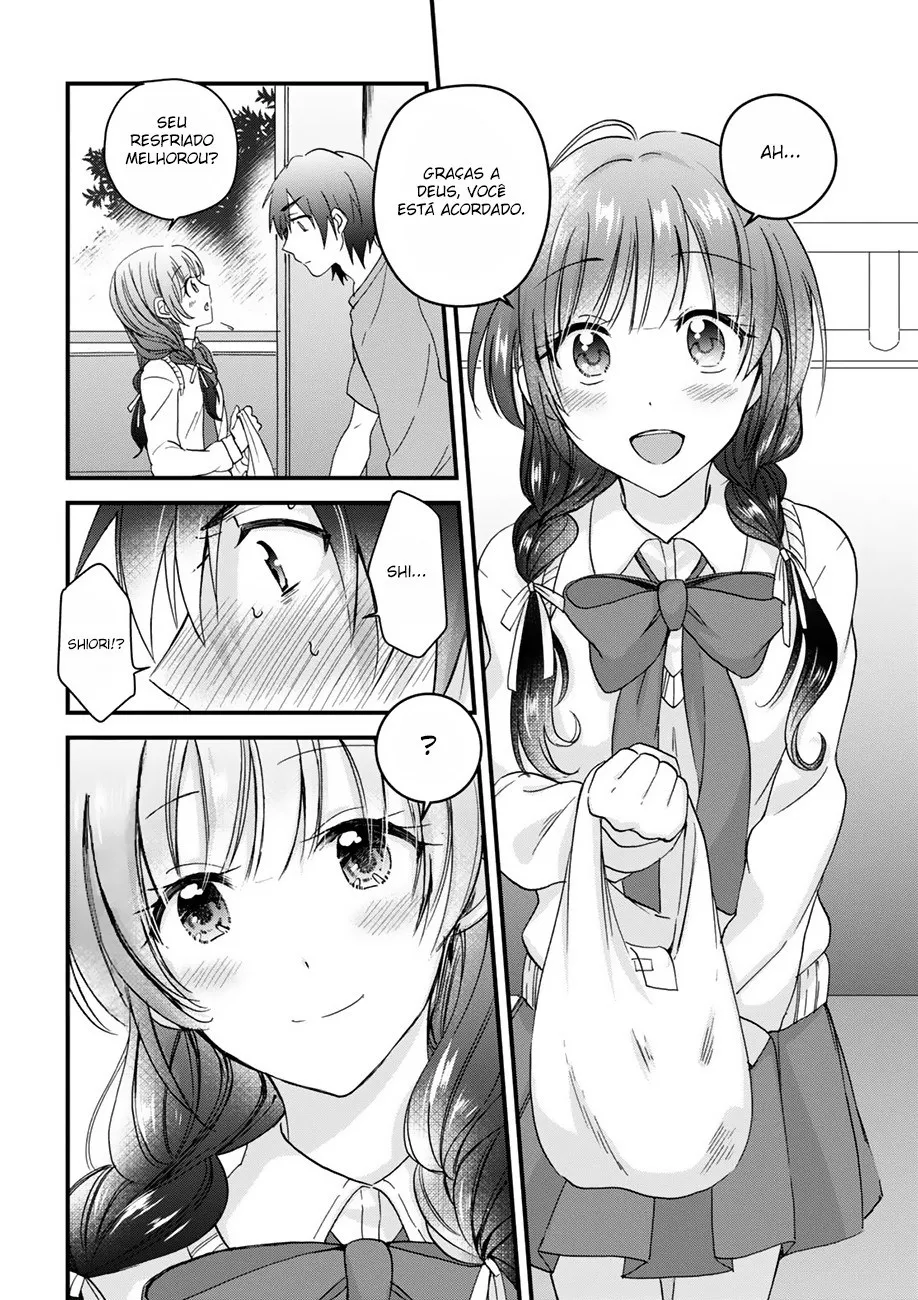 AH...
GRAÇAS A
DEUS, VOCÊ
ESTÁ ACORDADO.
SEU
RESFRIADO
MELHOROU?
SHI...
SHIORI!?
?